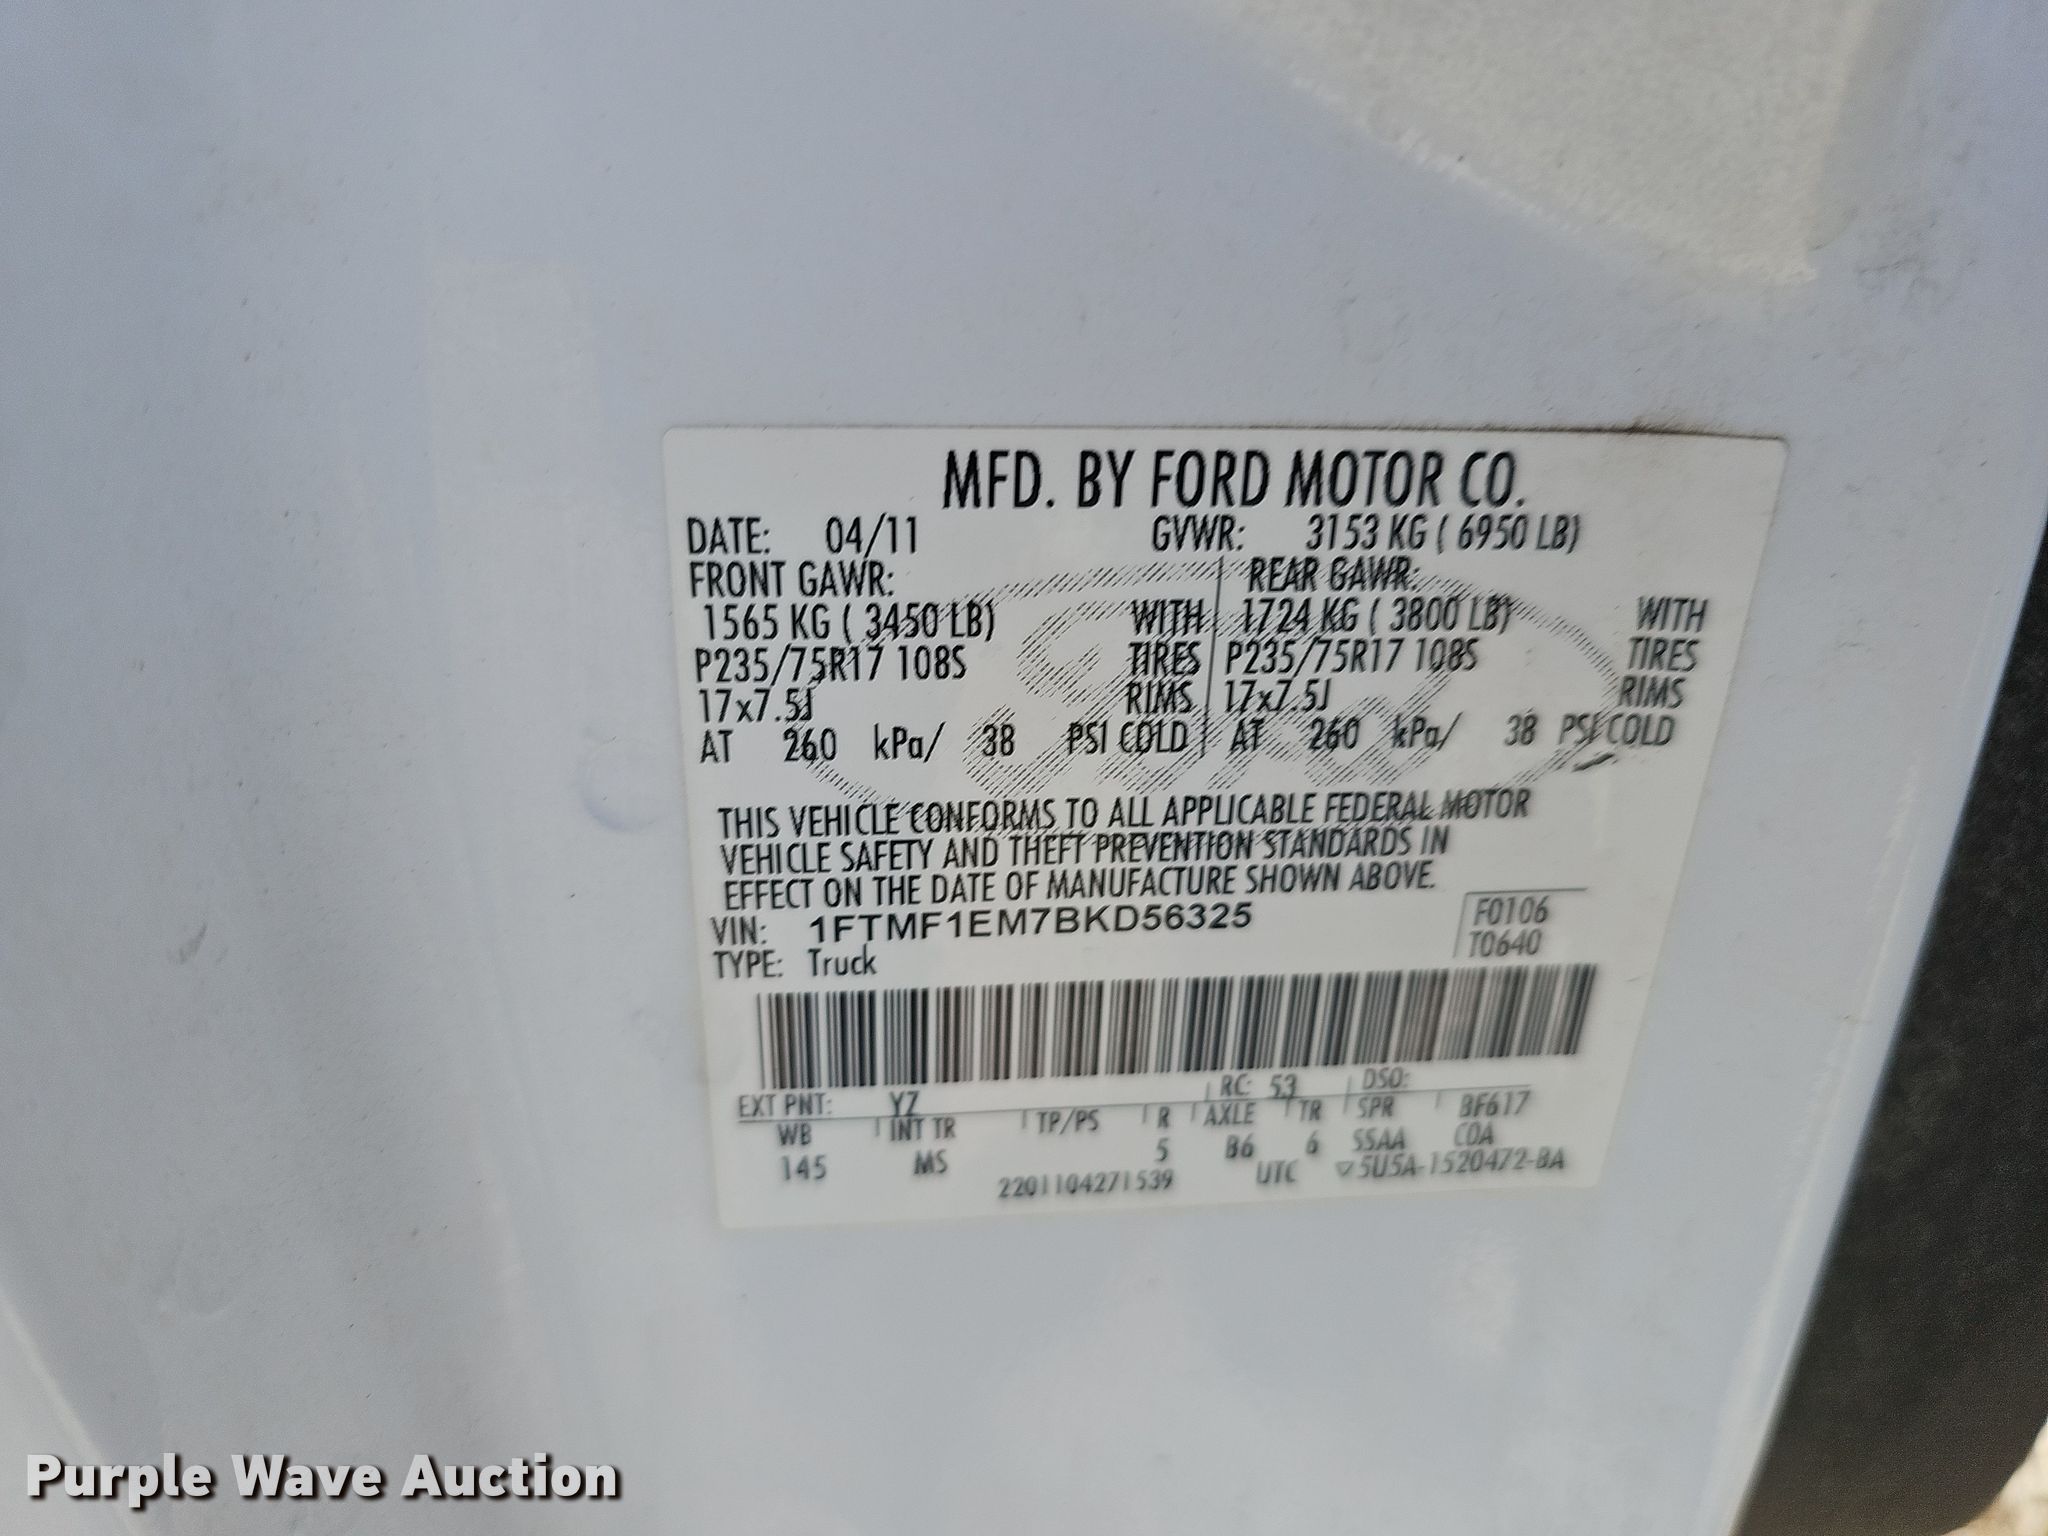 MFD. BY FORD MOTOR CO.
DATE: 04/11 GVWR: 3153 KG ( 6950 LB)
FRONT GAWR: REAR GAWR:
1565 KG ( 3450 LB) WITH 1724 KG ( 3800 LB) WITH
P235/75R17 108S TIRES P235/75R17 108S TIRES
17x7.5J RIMS 17x7.5J RIMS
AT 260 kPa/ 38 PSI COLD AT 260 kPa/ 38 PSI COLD
THIS VEHICLE CONFORMS TO ALL APPLICABLE FEDERAL MOTOR
VEHICLE SAFETY AND THEFT PREVENTION STANDARDS IN
EFFECT ON THE DATE OF MANUFACTURE SHOWN ABOVE.
VIN: 1FTMF1EM7BKD56325 F0106
TYPE: Truck T0640
EXT PNT: YZ RC: 53 DSO:
WB INT TR TP/PS R AXLE TR SPR BF617
145 MS 5 B6 6 55AA COA
2201104271539 UTC 5U5A-1520472-BA
Purple Wave Auction